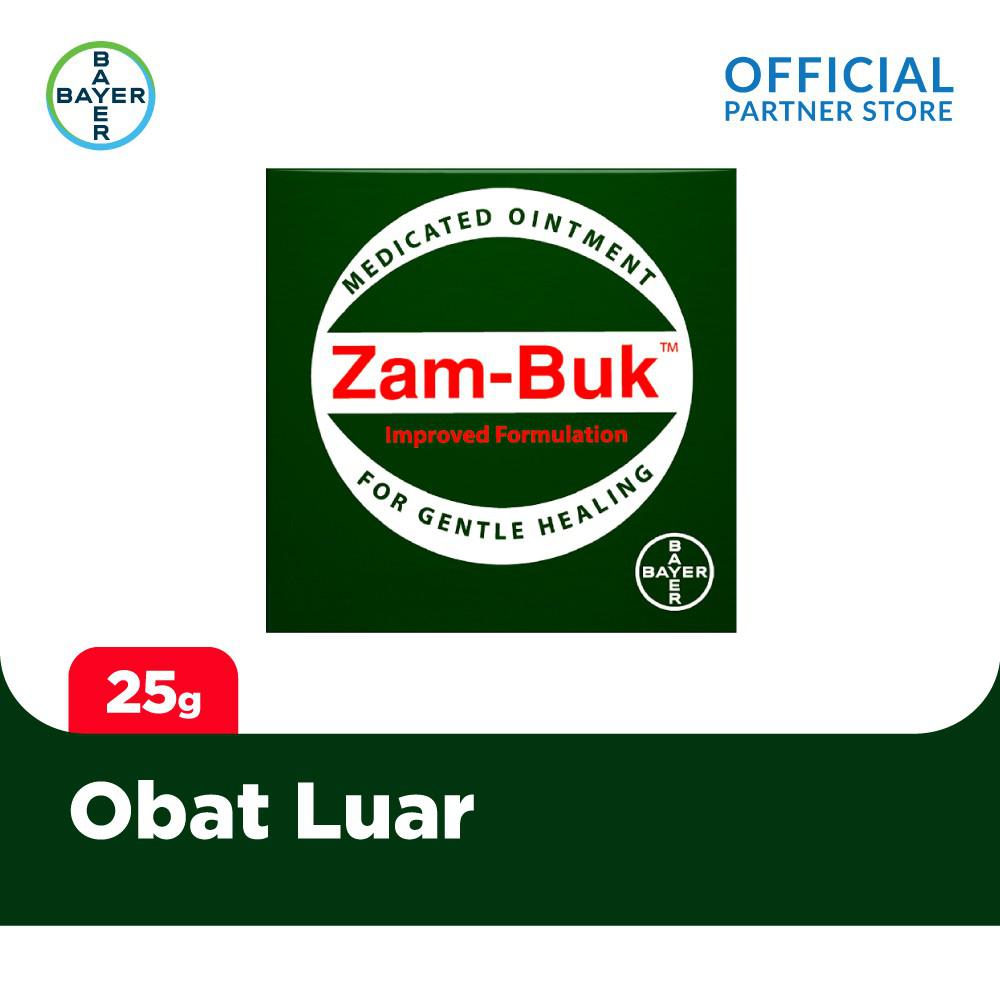 BAYER
BAYER
OFFICIAL
PARTNER STORE
MEDICATED OINTMENT
Zam-Buk™
Improved Formulation
FOR GENTLE HEALING
BAYER
BAYER
25g
Obat Luar